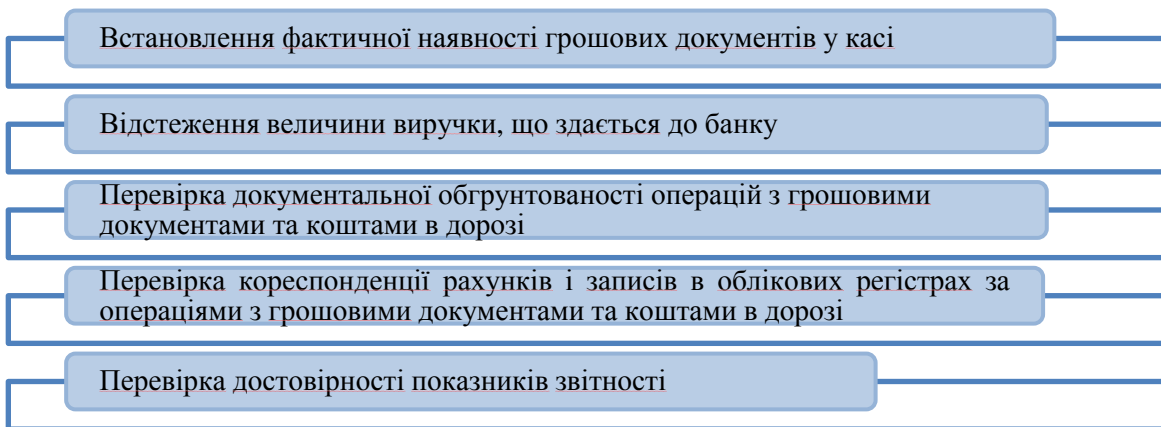 Встановлення фактичної наявності грошових документів у касі
Відстеження величини виручки, що здається до банку
Перевірка документальної обгрунтованості операцій з грошовими
документами та коштами в дорозі
Перевірка кореспонденції рахунків і записів в облікових регістрах за
операціями з грошовими документами та коштами в дорозі
Перевірка достовірності показників звітності